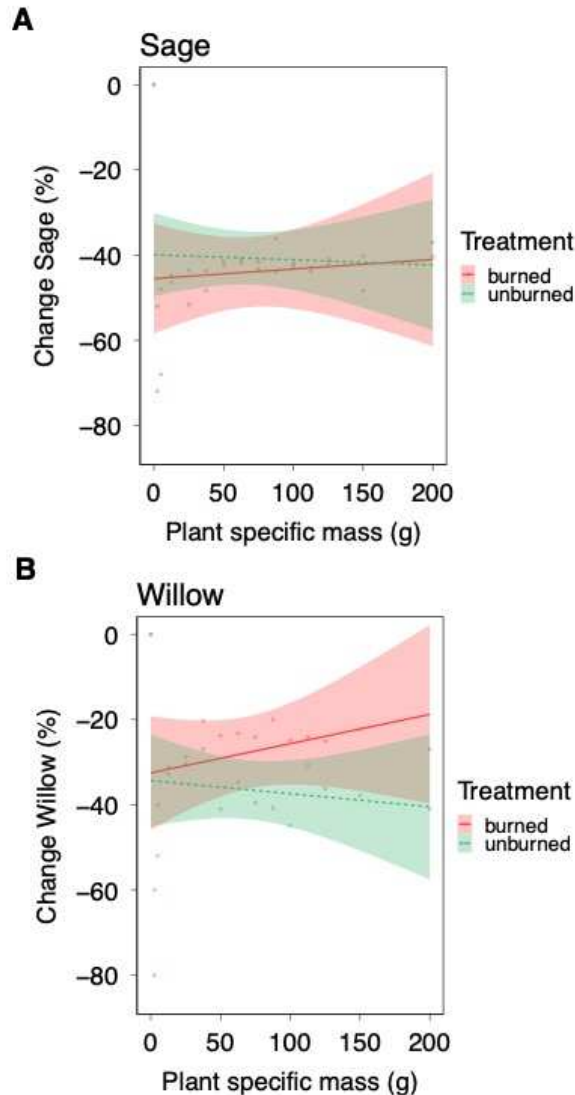 A
Sage
0
−20
−40
−60
−80
Change Sage (%)
0 50 100 150 200
Plant specific mass (g)
Treatment
burned
unburned
B
Willow
0
−20
−40
−60
−80
Change Willow (%)
0 50 100 150 200
Plant specific mass (g)
Treatment
burned
unburned